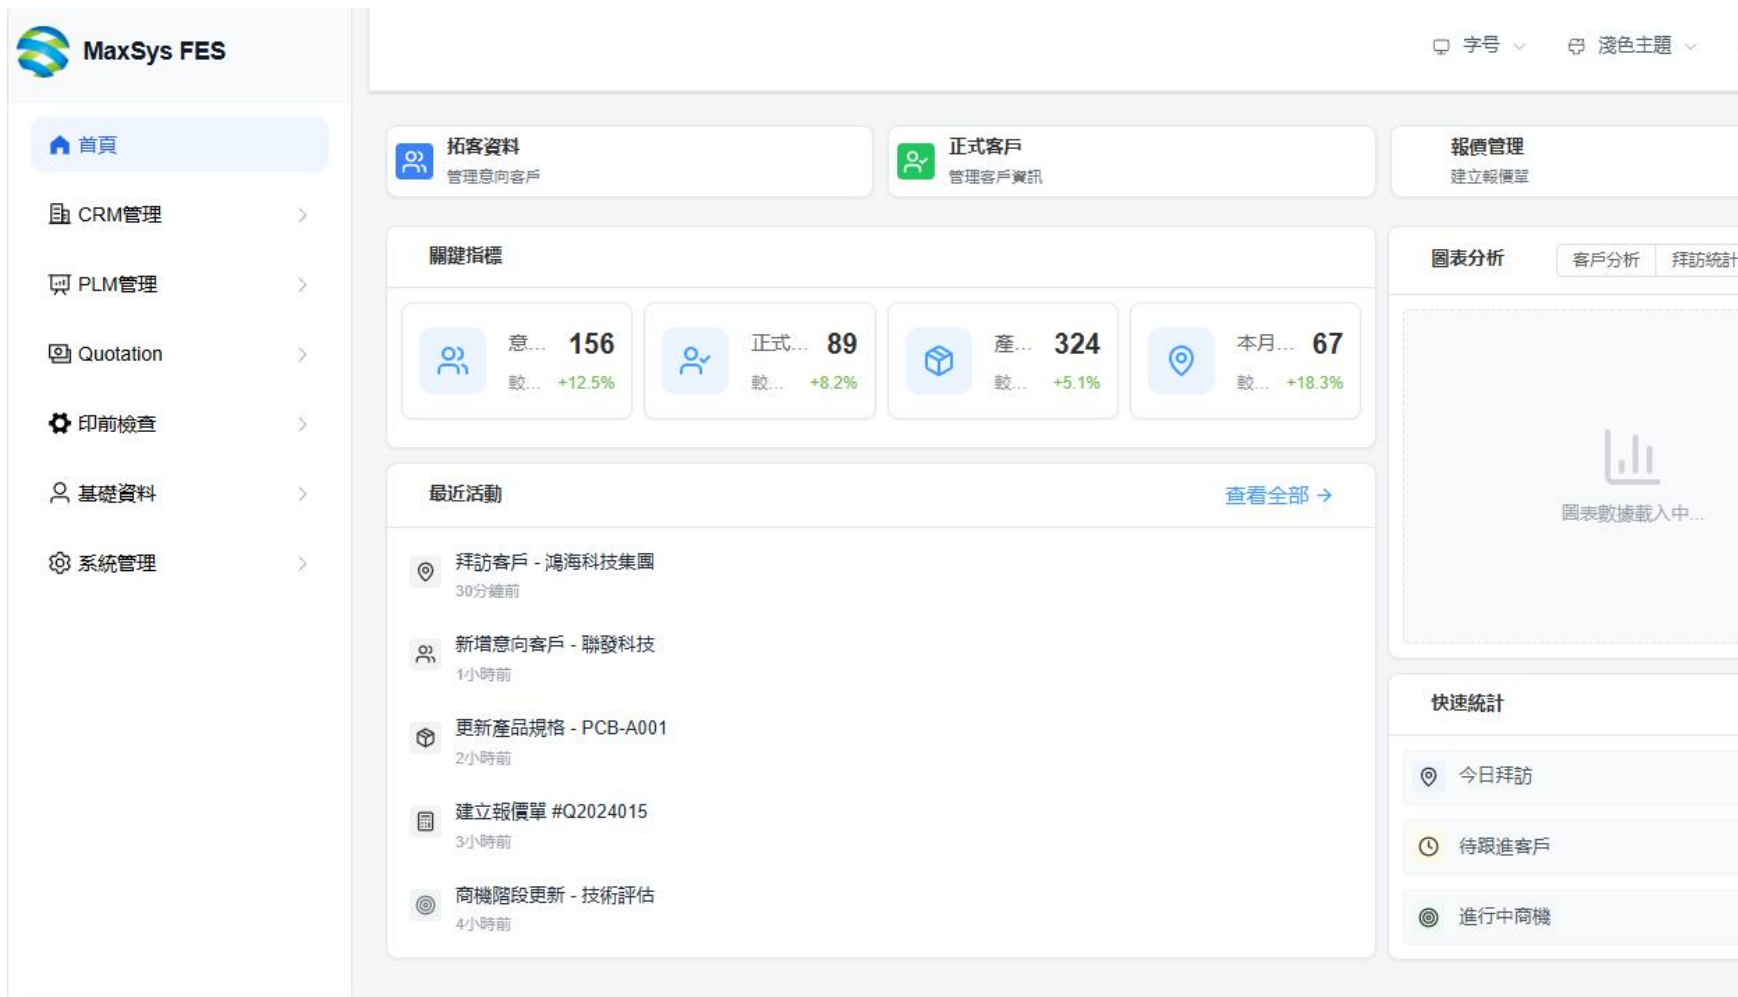 MaxSys FES
字号
淺色主題
首頁
CRM管理
PLM管理
Quotation
印前檢查
基礎資料
系統管理
拓客資料
管理意向客戶
正式客戶
管理客戶資訊
報價管理
建立報價單
關鍵指標
意... 156
較... +12.5%
正式... 89
較... +8.2%
產... 324
較... +5.1%
本月... 67
較... +18.3%
圖表分析
客戶分析
拜訪統計
圖表數據載入中...
最近活動
查看全部 →
拜訪客戶 - 鴻海科技集團
30分鐘前
新增意向客戶 - 聯發科技
1小時前
更新產品規格 - PCB-A001
2小時前
建立報價單 #Q2024015
3小時前
商機階段更新 - 技術評估
4小時前
快速統計
今日拜訪
待跟進客戶
進行中商機